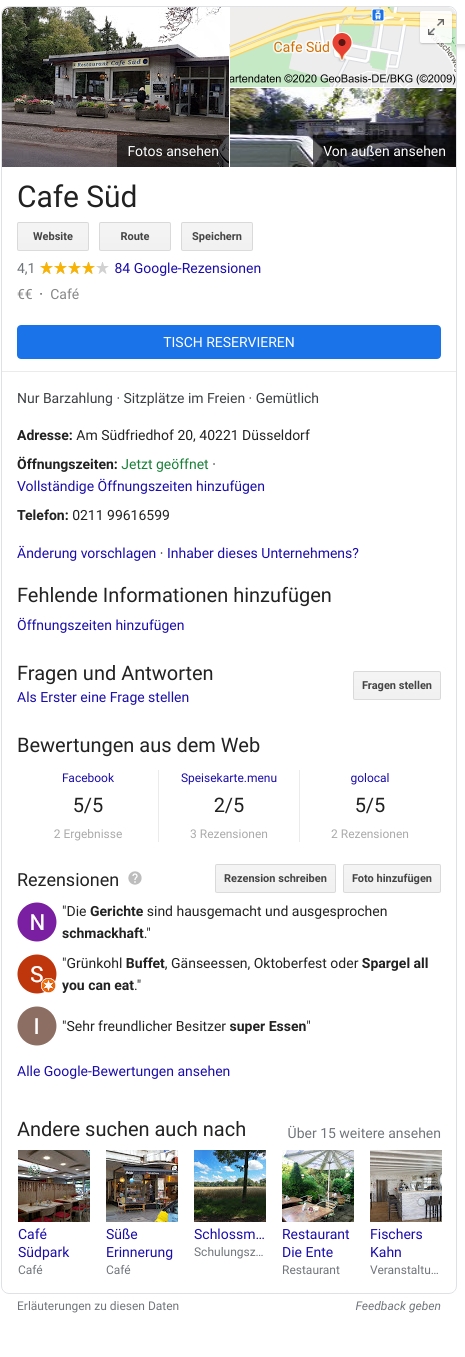 Restaurant Cafe Süd
Fotos ansehen
Cafe Süd
artendaten ©2020 GeoBasis-DE/BKG (©2009)
Von außen ansehen
Cafe Süd
Website
Route
Speichern
4,1 84 Google-Rezensionen
€€ · Café
TISCH RESERVIEREN
Nur Barzahlung · Sitzplätze im Freien · Gemütlich
Adresse: Am Südfriedhof 20, 40221 Düsseldorf
Öffnungszeiten: Jetzt geöffnet ·
Vollständige Öffnungszeiten hinzufügen
Telefon: 0211 99616599
Änderung vorschlagen · Inhaber dieses Unternehmens?
Fehlende Informationen hinzufügen
Öffnungszeiten hinzufügen
Fragen und Antworten
Als Erster eine Frage stellen
Fragen stellen
Bewertungen aus dem Web
Facebook
5/5
2 Ergebnisse
Speisekarte.menu
2/5
3 Rezensionen
golocal
5/5
2 Rezensionen
Rezensionen ?
Rezension schreiben
Foto hinzufügen
N
"Die Gerichte sind hausgemacht und ausgesprochen
schmackhaft."
S
"Grünkohl Buffet, Gänseessen, Oktoberfest oder Spargel all
you can eat."
I
"Sehr freundlicher Besitzer super Essen"
Alle Google-Bewertungen ansehen
Andere suchen auch nach
Über 15 weitere ansehen
Café
Südpark
Café
Süße
Erinnerung
Café
Schlossm...
Schulungsz...
Restaurant
Die Ente
Restaurant
Fischers
Kahn
Veranstaltu...
Erläuterungen zu diesen Daten
Feedback geben